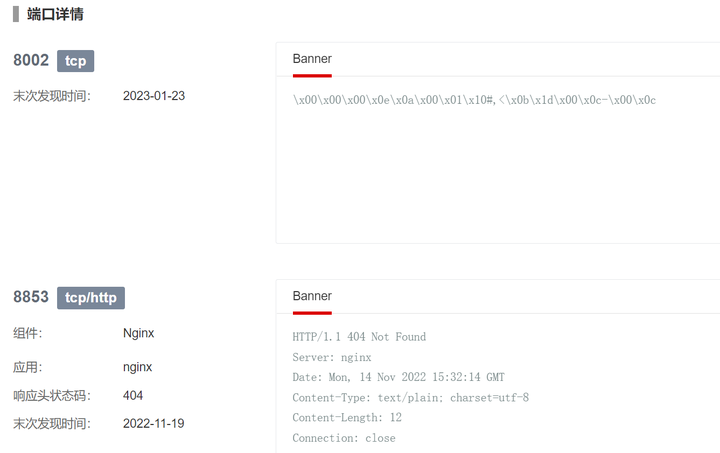 端口详情
8002 tcp
末次发现时间： 2023-01-23
Banner
\x00\x00\x00\x0e\x0a\x00\x01\x10#,<\x0b\x1d\x00\x0c-\x00\x0c
8853 tcp/http
组件： Nginx
应用： nginx
响应头状态码： 404
末次发现时间： 2022-11-19
Banner
HTTP/1.1 404 Not Found
Server: nginx
Date: Mon, 14 Nov 2022 15:32:14 GMT
Content-Type: text/plain; charset=utf-8
Content-Length: 12
Connection: close